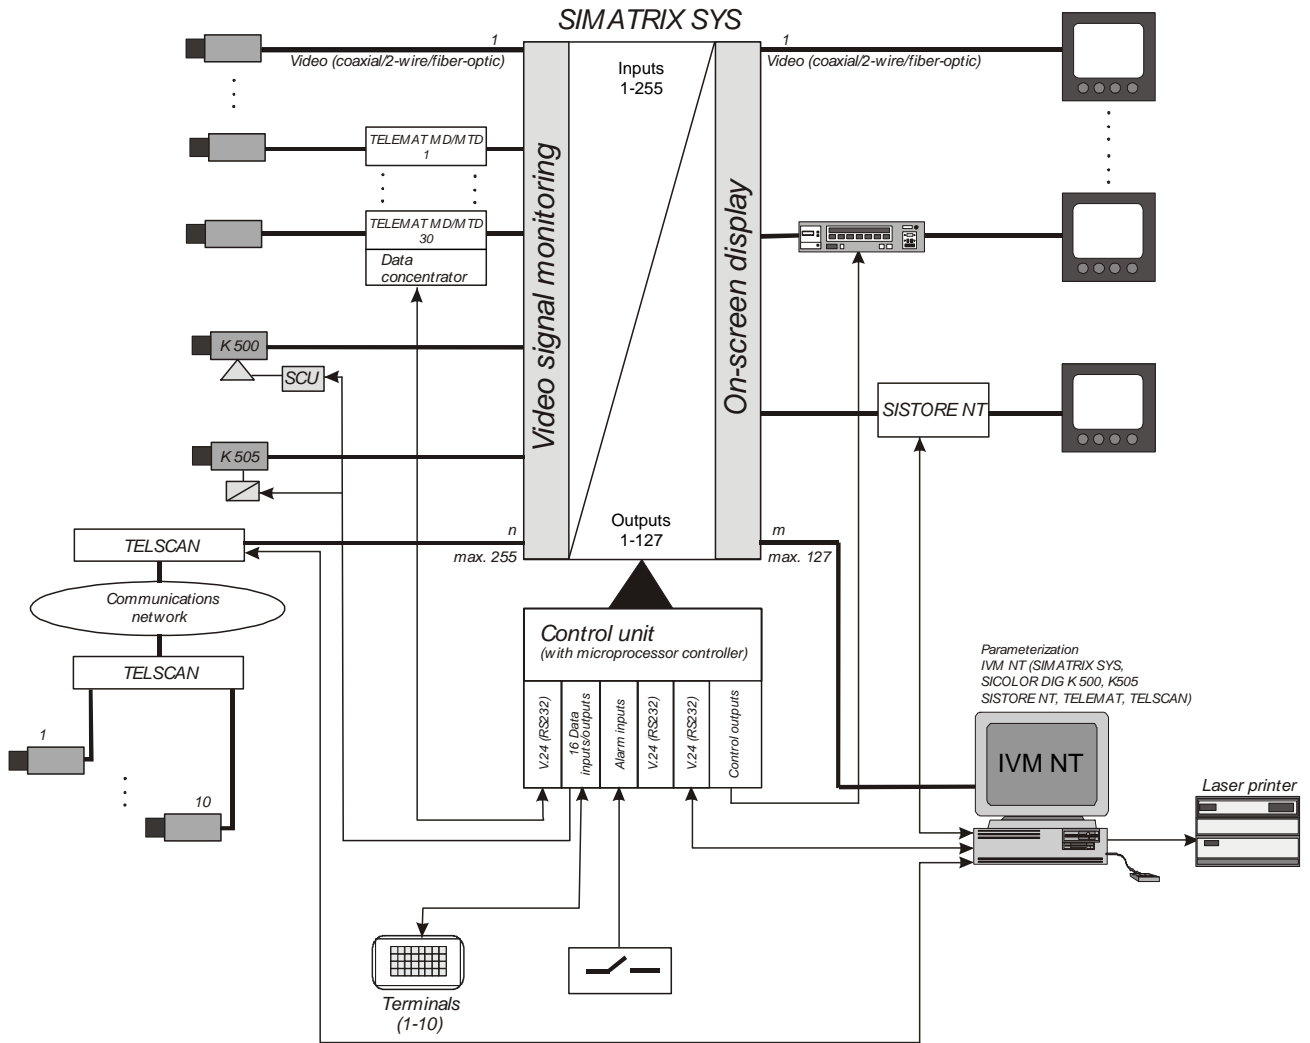 SIMATRIX SYS
1
Video (coaxial/2-wire/fiber-optic)
Inputs
1-255
1
Video (coaxial/2-wire/fiber-optic)
TELEMAT MD/MTD
1
TELEMAT MD/MTD
30
Data
concentrator
Video signal monitoring
On-screen display
K 500
SCU
SISTORE NT
K 505
Outputs
1-127
n
max. 255
m
max. 127
TELSCAN
Communications
network
TELSCAN
1
10
Control unit
(with microprocessor controller)
V.24 (RS232)
16 Data
inputs/outputs
Alarm inputs
V.24 (RS232)
V.24 (RS232)
Control outputs
Parameterization
IVM NT (SIMATRIX SYS,
SICOLOR DIG K 500, K505
SISTORE NT, TELEMAT, TELSCAN)
IVM NT
Laser printer
Terminals
(1-10)